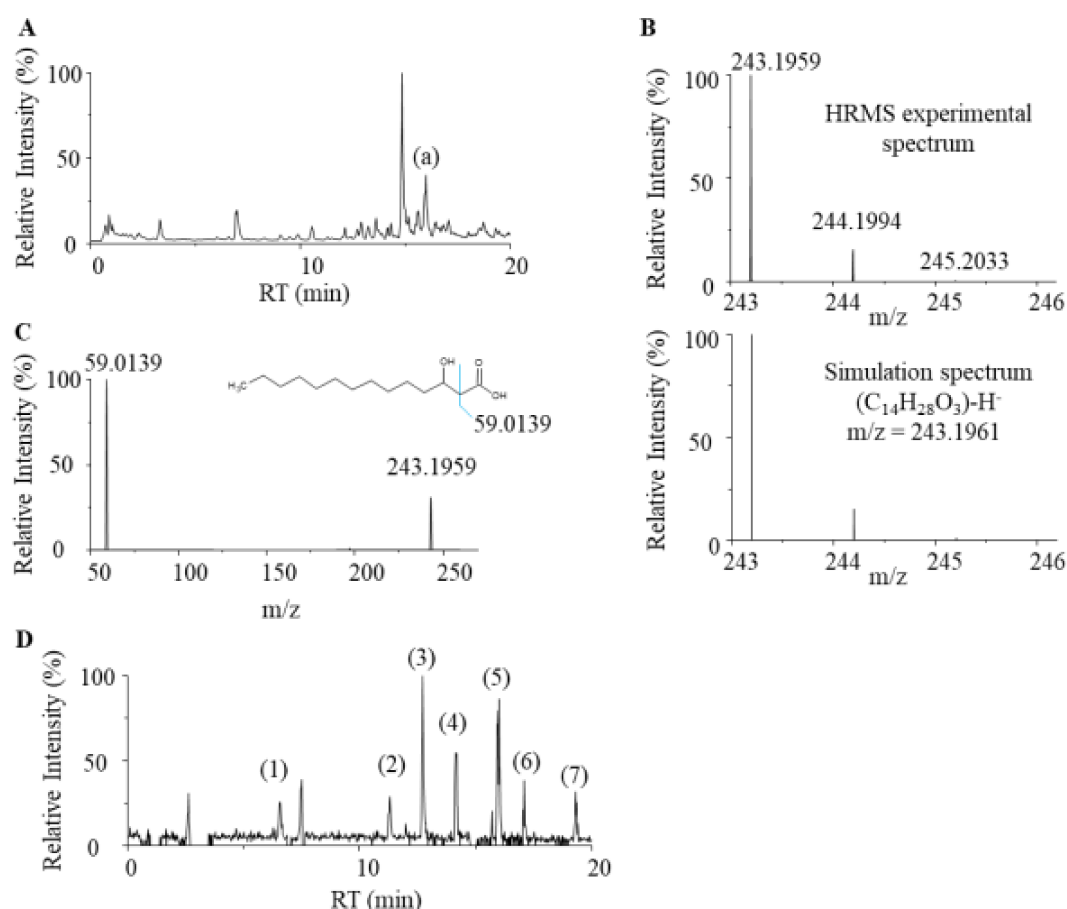 A
Relative Intensity (%)
100
50
0
(a)
0
10
20
RT (min)
B
Relative Intensity (%)
100
50
0
243.1959
HRMS experimental
spectrum
244.1994
245.2033
243
244
245
246
m/z
Relative Intensity (%)
100
50
0
Simulation spectrum
(C₁₄H₂₈O₃)-H⁻
m/z = 243.1961
243
244
245
246
m/z
C
Relative Intensity (%)
100
50
0
59.0139
H₃C
OH
O
OH
59.0139
243.1959
50
100
150
200
250
m/z
D
Relative Intensity (%)
100
50
0
(1)
(2)
(3)
(4)
(5)
(6)
(7)
0
10
20
RT (min)